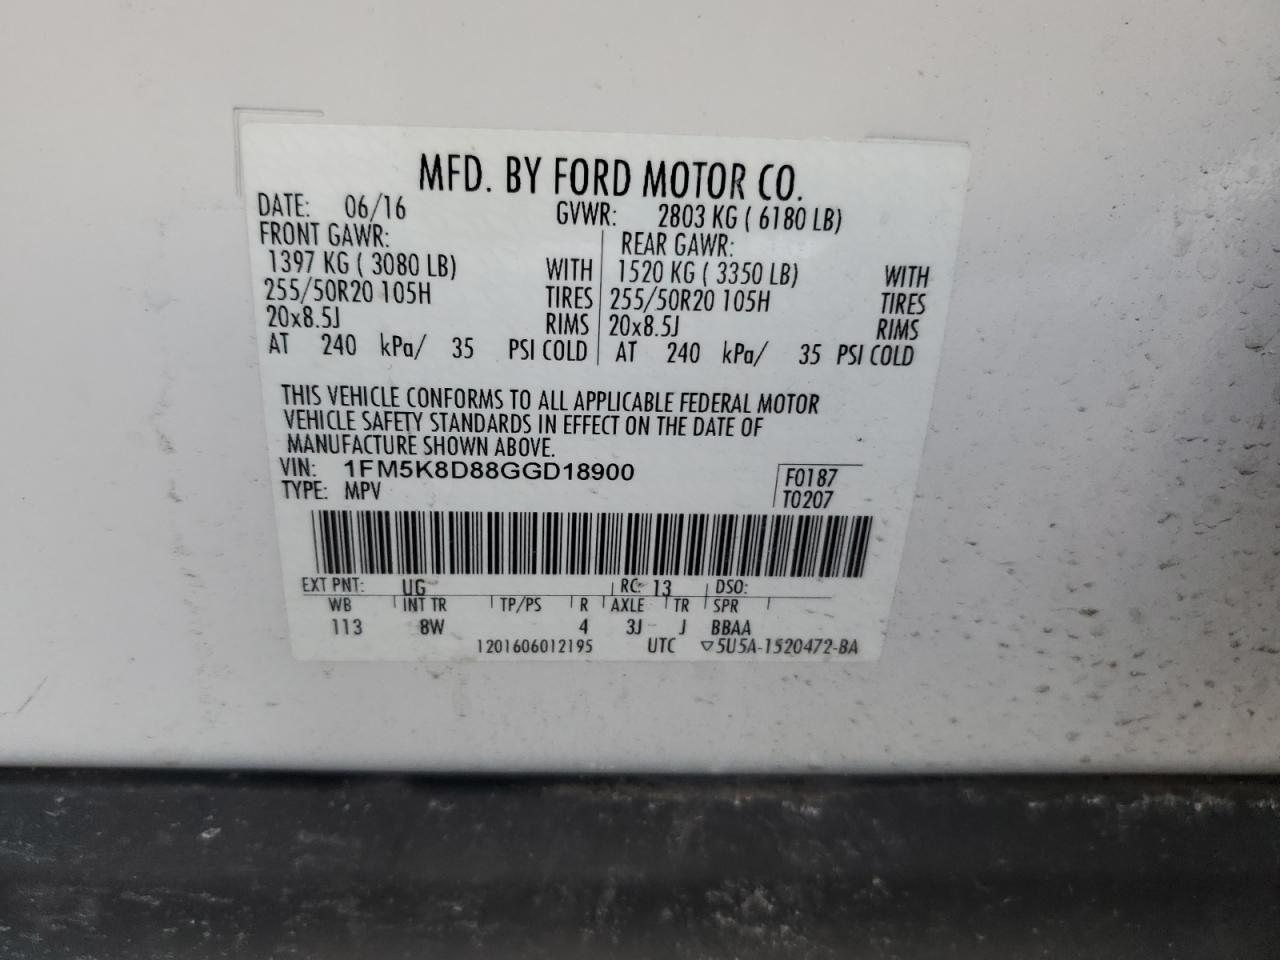 MFD. BY FORD MOTOR CO.
DATE: 06/16 GVWR: 2803 KG ( 6180 LB)
FRONT GAWR: REAR GAWR:
1397 KG ( 3080 LB) WITH 1520 KG ( 3350 LB) WITH
255/50R20 105H TIRES 255/50R20 105H TIRES
20x8.5J RIMS 20x8.5J RIMS
AT 240 kPa/ 35 PSI COLD AT 240 kPa/ 35 PSI COLD
THIS VEHICLE CONFORMS TO ALL APPLICABLE FEDERAL MOTOR
VEHICLE SAFETY STANDARDS IN EFFECT ON THE DATE OF
MANUFACTURE SHOWN ABOVE.
VIN: 1FM5K8D88GGD18900 F0187
TYPE: MPV T0207
EXT PNT: UG RC: 13 DSO:
WB INT TR TP/PS R AXLE TR SPR
113 8W 4 3J J BBAA
1201606012195 UTC ▽5U5A-1520472-BA